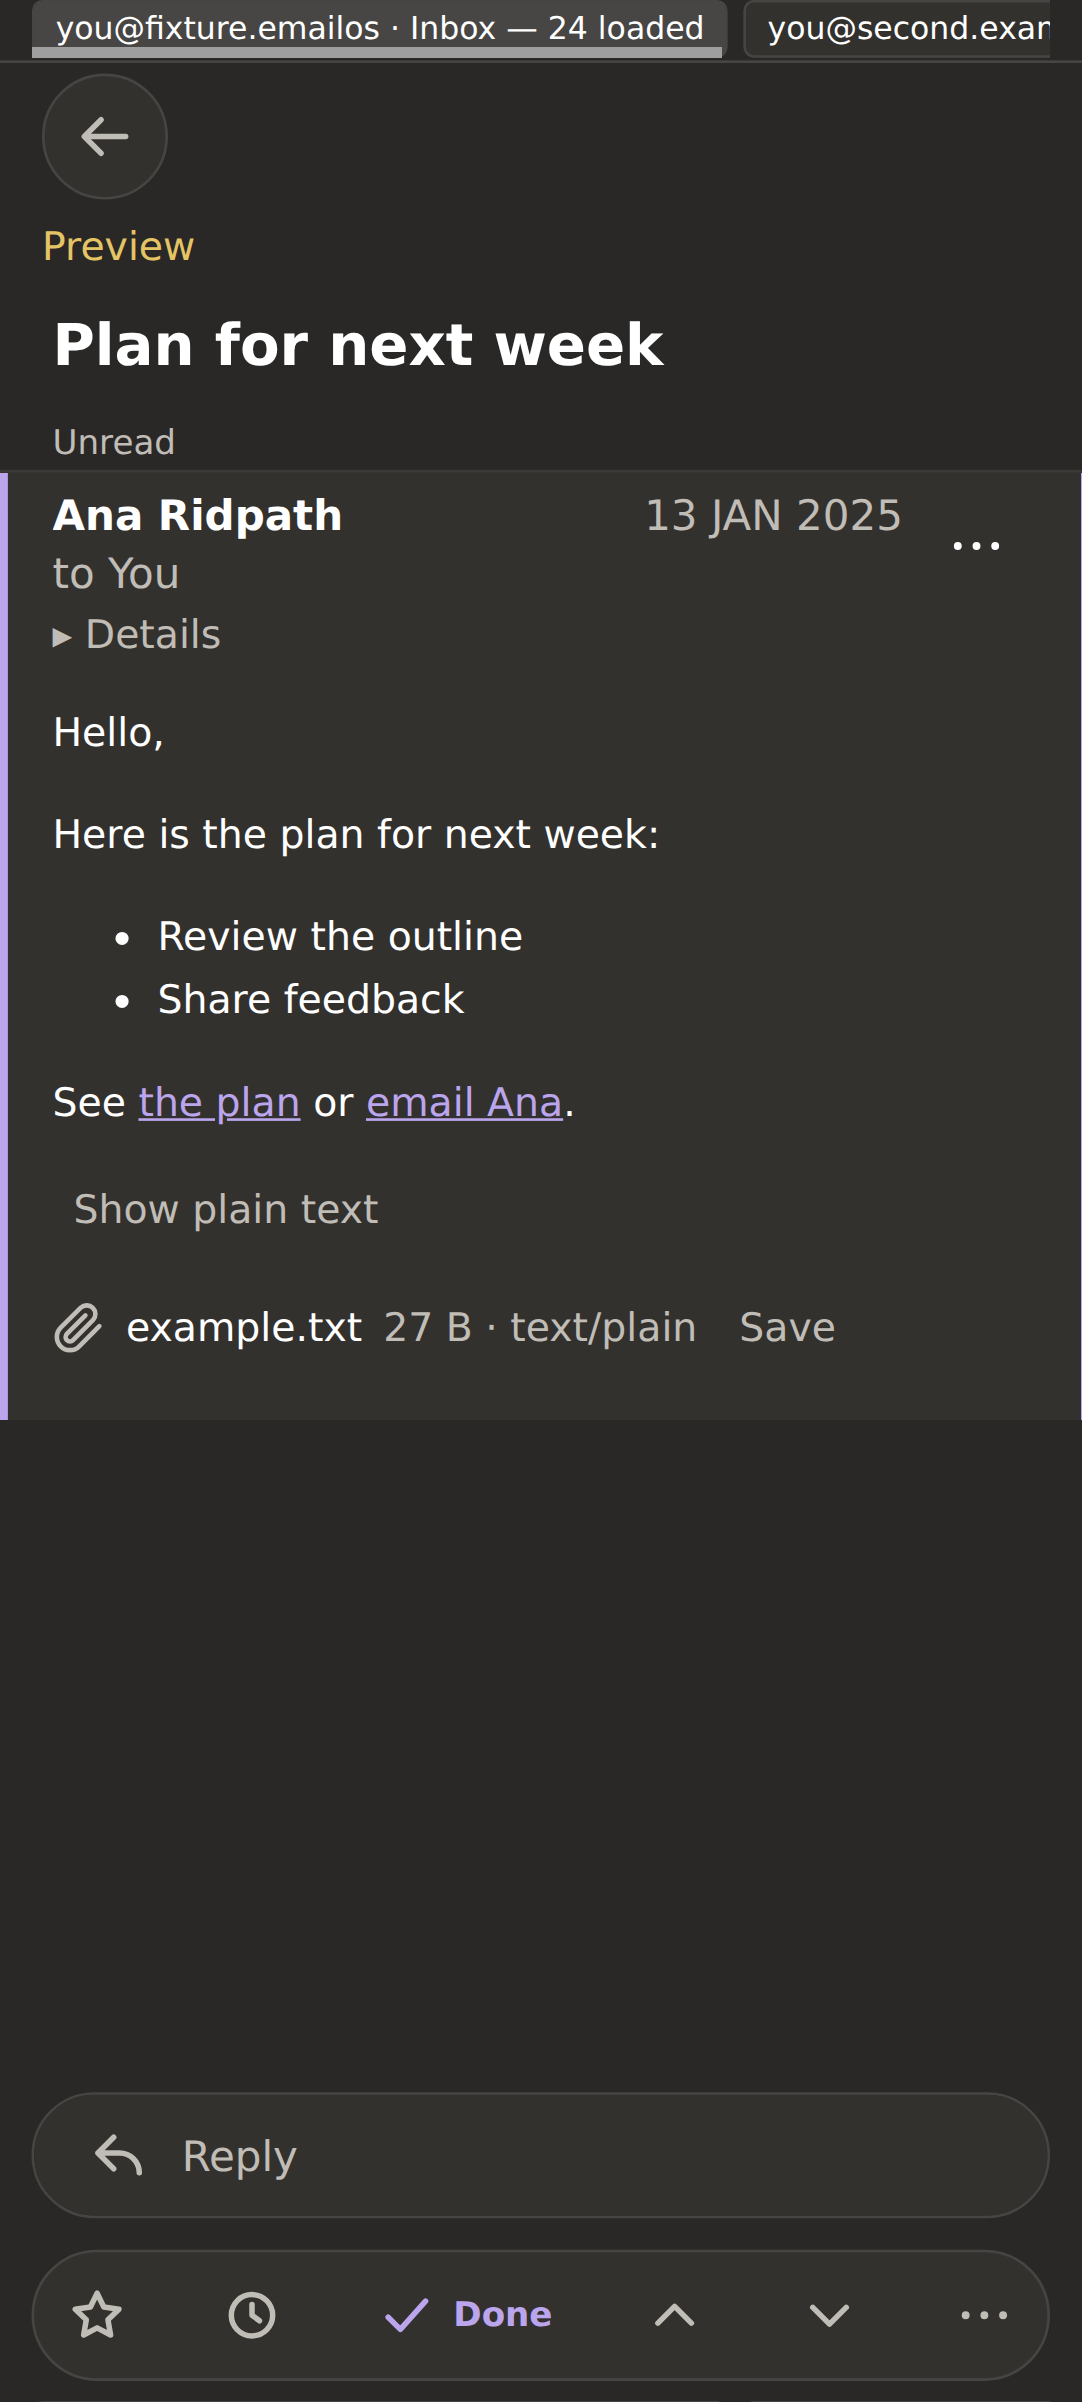 you@fixture.emailos · Inbox — 24 loaded
you@second.exam
Preview
Plan for next week
Unread
Ana Ridpath 13 JAN 2025
to You
▸ Details
Hello,
Here is the plan for next week:
• Review the outline
• Share feedback
See the plan or email Ana.
Show plain text
example.txt 27 B · text/plain Save
Reply
Done